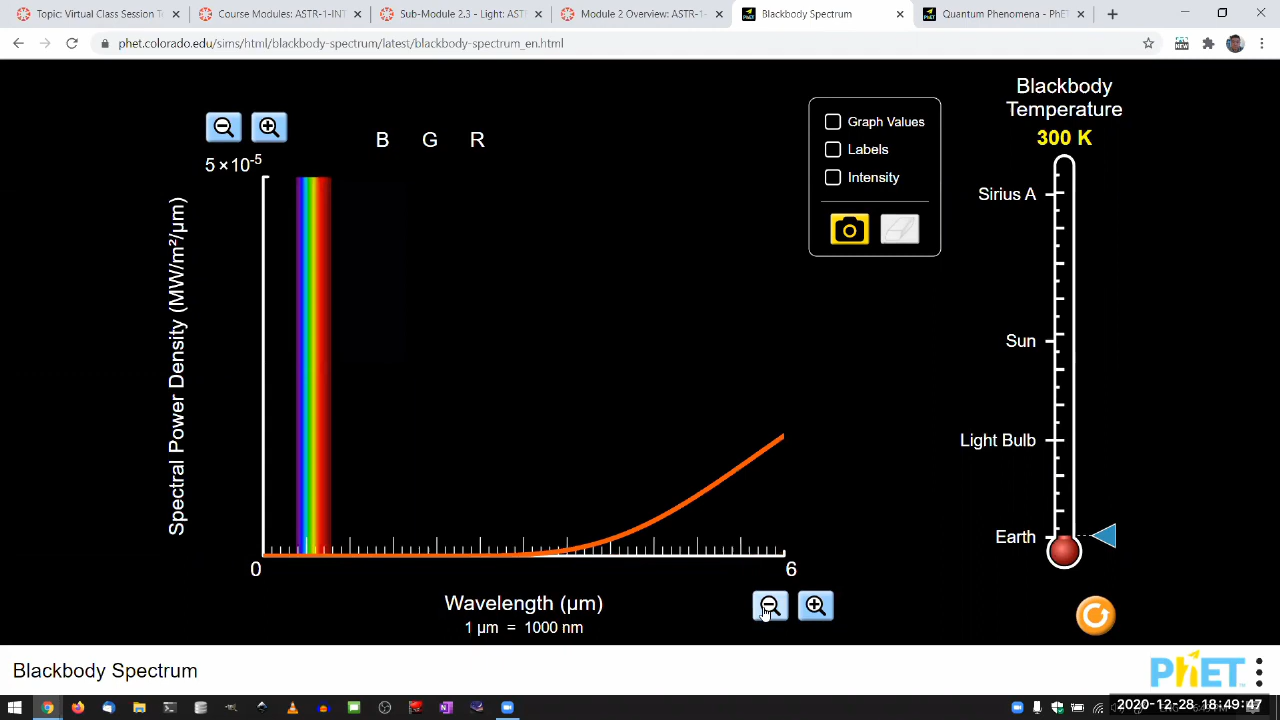 Tech: Virtual Class Session T
Corse Modules: ASTR-1-INT
Sub-Module 2.3 - Light: AST
Module 2 Overview: ASTR-1-
Blackbody Spectrum
Quantum Phenomena - PhET
phet.colorado.edu/sims/html/blackbody-spectrum/latest/blackbody-spectrum_en.html
NEW
B G R
5 × 10-5
Spectral Power Density (MW/m²/μm)
0
6
Wavelength (μm)
1 μm = 1000 nm
Graph Values
Labels
Intensity
Blackbody
Temperature
300 K
Sirius A
Sun
Light Bulb
Earth
Blackbody Spectrum
PhET
2020-12-28 18:49:47